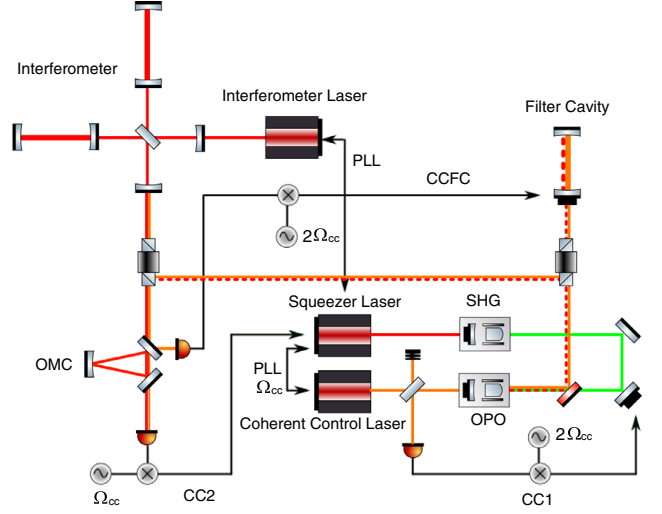 Interferometer
Interferometer Laser
Filter Cavity
PLL
CCFC
2Ωcc
Squeezer Laser
SHG
OMC
PLL
Ωcc
OPO
Coherent Control Laser
2Ωcc
Ωcc
CC2
CC1